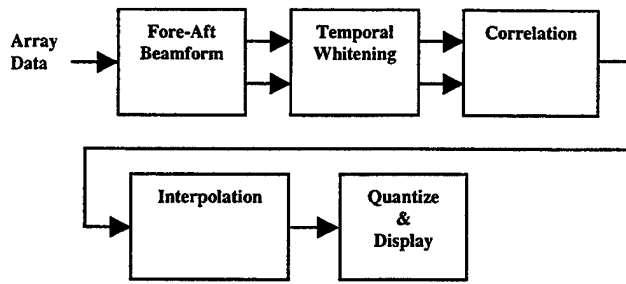 Array
Data
Fore-Aft
Beamform
Temporal
Whitening
Correlation
Interpolation
Quantize
&
Display